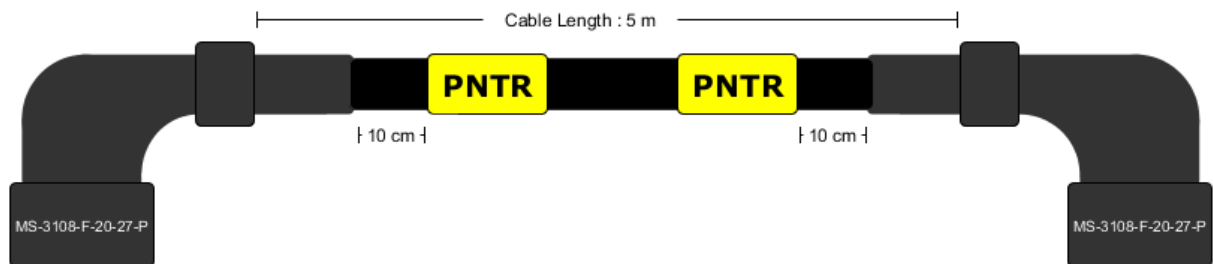 Cable Length : 5 m
PNTR PNTR
10 cm 10 cm
MS-3108-F-20-27-P MS-3108-F-20-27-P